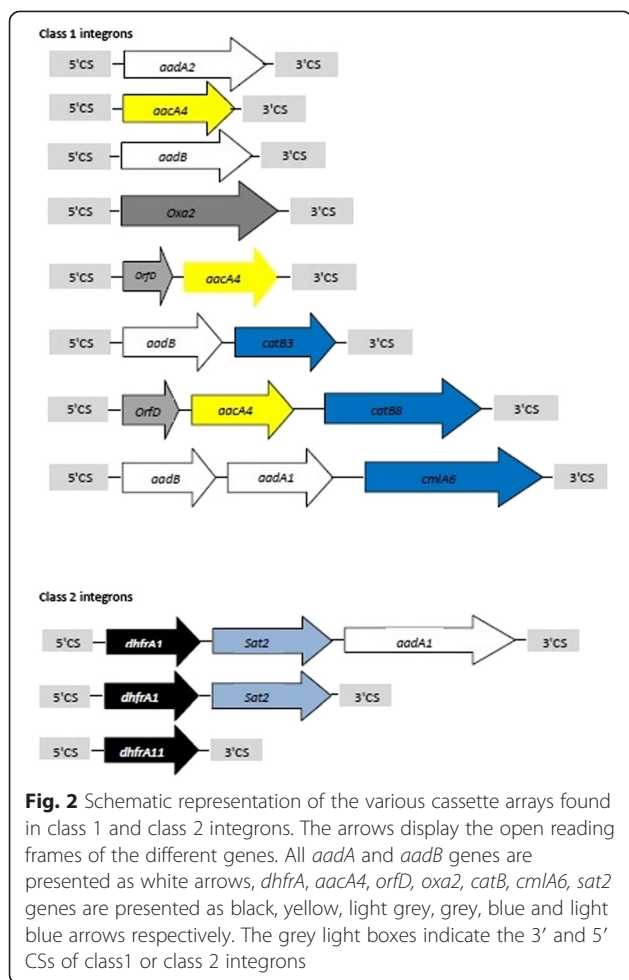 Class 1 integrons
5'CS aadA2 3'CS
5'CS aacA4 3'CS
5'CS aadB 3'CS
5'CS Oxa2 3'CS
5'CS OrfD aacA4 3'CS
5'CS aadB catB3 3'CS
5'CS OrfD aacA4 catB8 3'CS
5'CS aadB aadA1 cmlA6 3'CS
Class 2 integrons
5'CS dhfrA1 Sat2 aadA1 3'CS
5'CS dhfrA1 Sat2 3'CS
5'CS dhfrA11 3'CS
Fig. 2 Schematic representation of the various cassette arrays found
in class 1 and class 2 integrons. The arrows display the open reading
frames of the different genes. All aadA and aadB genes are
presented as white arrows, dhfrA, aacA4, orfD, oxa2, catB, cmlA6, sat2
genes are presented as black, yellow, light grey, grey, blue and light
blue arrows respectively. The grey light boxes indicate the 3′ and 5′
CSs of class1 or class 2 integrons